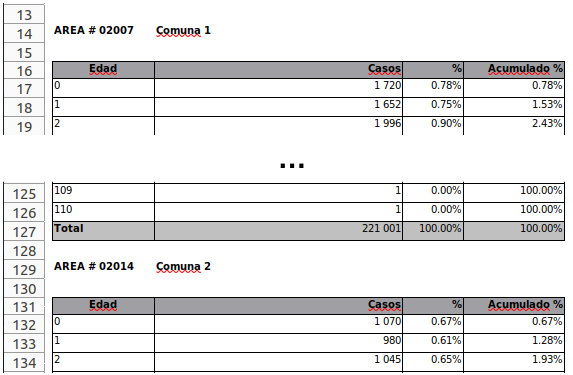 13
14 AREA # 02007 Comuna 1
15
16 Edad Casos % Acumulado %
17 0 1 720 0.78% 0.78%
18 1 1 652 0.75% 1.53%
19 2 1 996 0.90% 2.43%
...
125 109 1 0.00% 100.00%
126 110 1 0.00% 100.00%
127 Total 221 001 100.00% 100.00%
128
129 AREA # 02014 Comuna 2
130
131 Edad Casos % Acumulado %
132 0 1 070 0.67% 0.67%
133 1 980 0.61% 1.28%
134 2 1 045 0.65% 1.93%